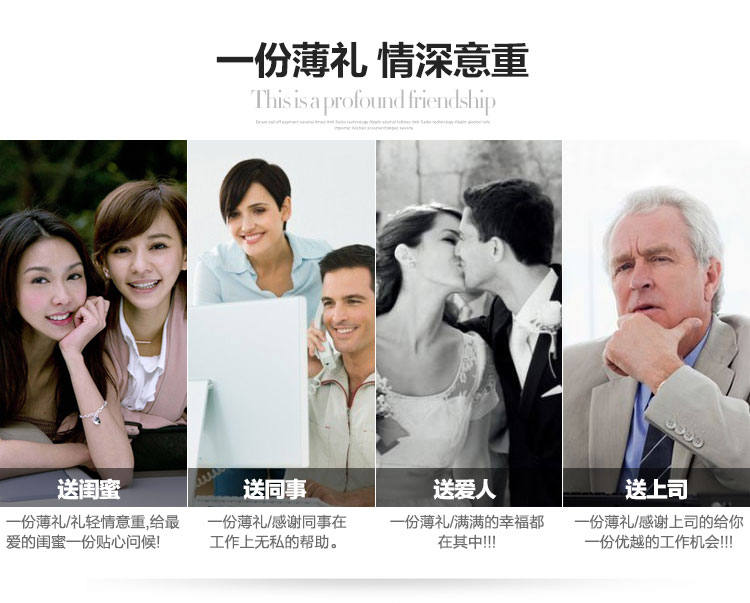 一份薄礼 情深意重
This is a profound friendship
送闺蜜
一份薄礼/礼轻情意重,给最
爱的闺蜜一份贴心问候!
送同事
一份薄礼/感谢同事在
工作上无私的帮助。
送爱人
一份薄礼/满满的幸福都
在其中!!!
送上司
一份薄礼/感谢上司的给你
一份优越的工作机会!!!